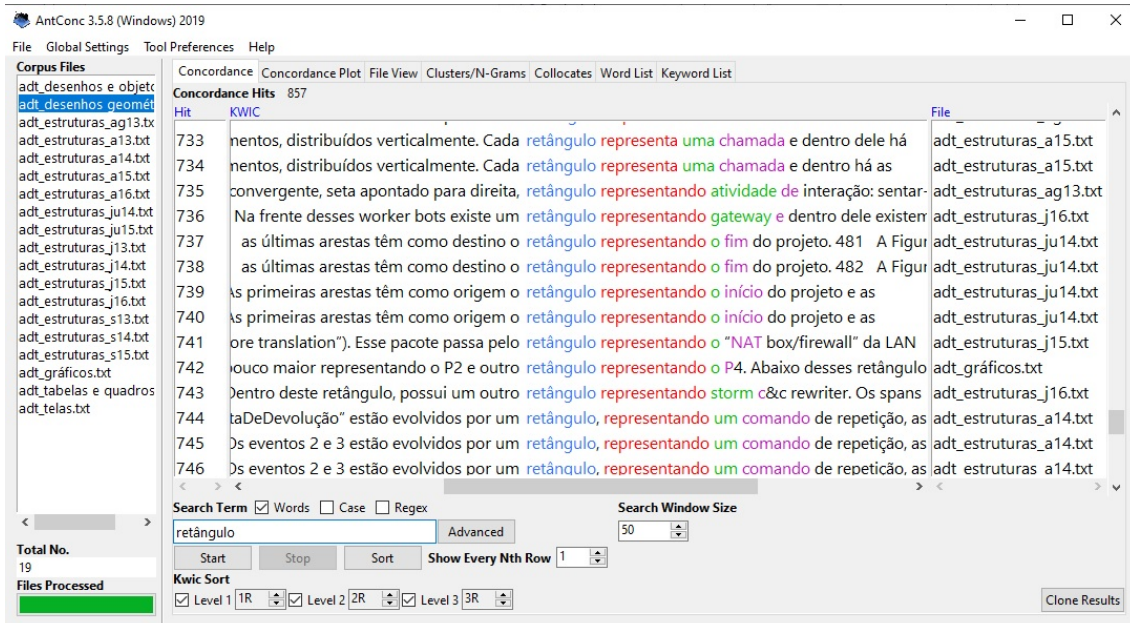 AntConc 3.5.8 (Windows) 2019
File Global Settings Tool Preferences Help
Corpus Files
adt_desenhos e objeto
adt_desenhos geomét
adt_estruturas_ag13.tx
adt_estruturas_a13.txt
adt_estruturas_a14.txt
adt_estruturas_a15.txt
adt_estruturas_a16.txt
adt_estruturas_ju14.txt
adt_estruturas_ju15.txt
adt_estruturas_j13.txt
adt_estruturas_j14.txt
adt_estruturas_j15.txt
adt_estruturas_j16.txt
adt_estruturas_s13.txt
adt_estruturas_s14.txt
adt_estruturas_s15.txt
adt_gráficos.txt
adt_tabelas e quadros
adt_telas.txt
Total No.
19
Files Processed
Concordance Concordance Plot File View Clusters/N-Grams Collocates Word List Keyword List
Concordance Hits 857
Hit KWIC File
733 mentos, distribuídos verticalmente. Cada retângulo representa uma chamada e dentro dele há adt_estruturas_a15.txt
734 mentos, distribuídos verticalmente. Cada retângulo representa uma chamada e dentro há as adt_estruturas_a15.txt
735 convergente, seta apontado para direita, retângulo representando atividade de interação: sentar- adt_estruturas_ag13.txt
736 Na frente desses worker bots existe um retângulo representando gateway e dentro dele existem adt_estruturas_j16.txt
737 as últimas arestas têm como destino o retângulo representando o fim do projeto. 481 A Figur adt_estruturas_ju14.txt
738 as últimas arestas têm como destino o retângulo representando o fim do projeto. 482 A Figur adt_estruturas_ju14.txt
739 As primeiras arestas têm como origem o retângulo representando o início do projeto e as adt_estruturas_ju14.txt
740 As primeiras arestas têm como origem o retângulo representando o início do projeto e as adt_estruturas_ju14.txt
741 ore translation"). Esse pacote passa pelo retângulo representando o “NAT box/firewall” da LAN adt_estruturas_j15.txt
742 pouco maior representando o P2 e outro retângulo representando o P4. Abaixo desses retângulo adt_gráficos.txt
743 Dentro deste retângulo, possui um outro retângulo representando storm c&c rewriter. Os spans adt_estruturas_j16.txt
744 taDeDevolução” estão evolvidos por um retângulo, representando um comando de repetição, as adt_estruturas_a14.txt
745 Os eventos 2 e 3 estão evolvidos por um retângulo, representando um comando de repetição, as adt_estruturas_a14.txt
746 Os eventos 2 e 3 estão evolvidos por um retângulo, representando um comando de repetição, as adt_estruturas_a14.txt
Search Term Words Case Regex Search Window Size
retângulo Advanced 50
Start Stop Sort Show Every Nth Row 1
Kwic Sort
Level 1 1R Level 2 2R Level 3 3R Clone Results